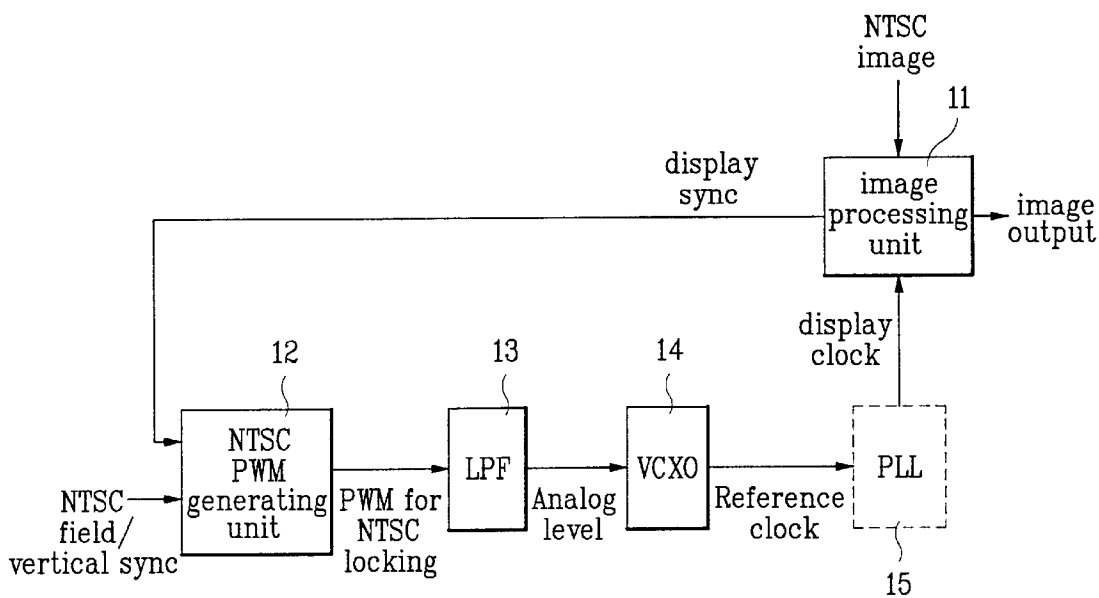 NTSC
image
11
display
sync
image
processing
unit
image
output
display
clock
12
13
14
NTSC
PWM
generating
unit
LPF
VCXO
PLL
NTSC
field/
vertical sync
PWM for
NTSC
locking
Analog
level
Reference
clock
15